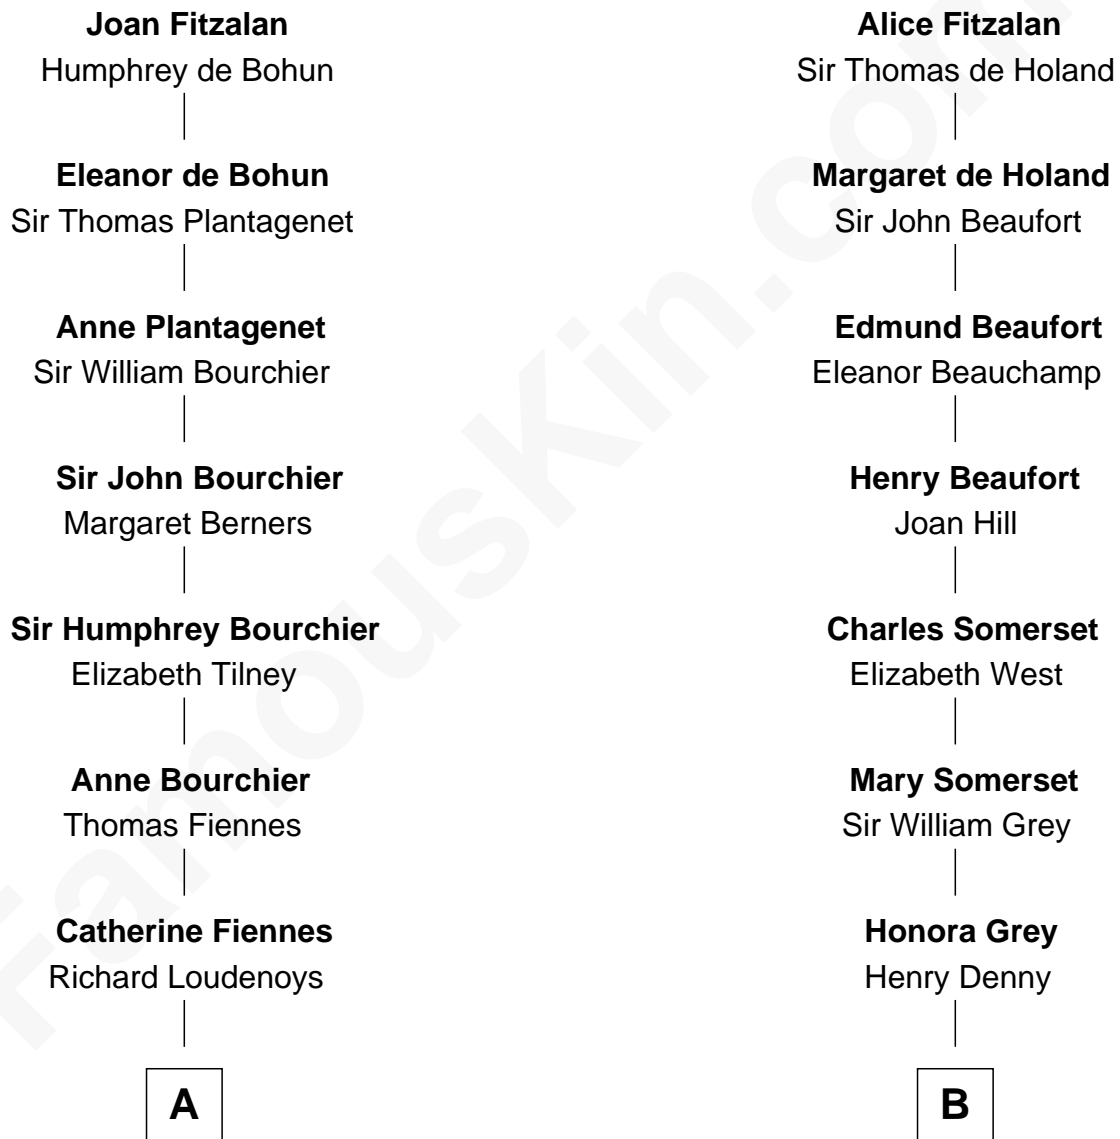 Joan Fitzalan
Humphrey de Bohun
Eleanor de Bohun
Sir Thomas Plantagenet
Anne Plantagenet
Sir William Bourchier
Sir John Bourchier
Margaret Berners
Sir Humphrey Bourchier
Elizabeth Tilney
Anne Bourchier
Thomas Fiennes
Catherine Fiennes
Richard Loudenoys
A
Alice Fitzalan
Sir Thomas de Holand
Margaret de Holand
Sir John Beaufort
Edmund Beaufort
Eleanor Beauchamp
Henry Beaufort
Joan Hill
Charles Somerset
Elizabeth West
Mary Somerset
Sir William Grey
Honora Grey
Henry Denny
B
FamousKin.com